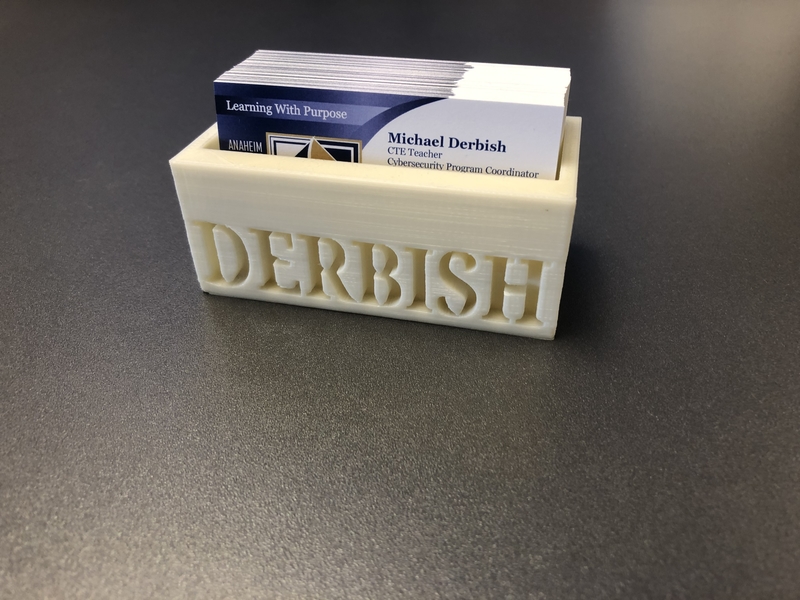 Learning With Purpose
ANAHEIM
Michael Derbish
CTE Teacher
Cybersecurity Program Coordinator
DERBISH